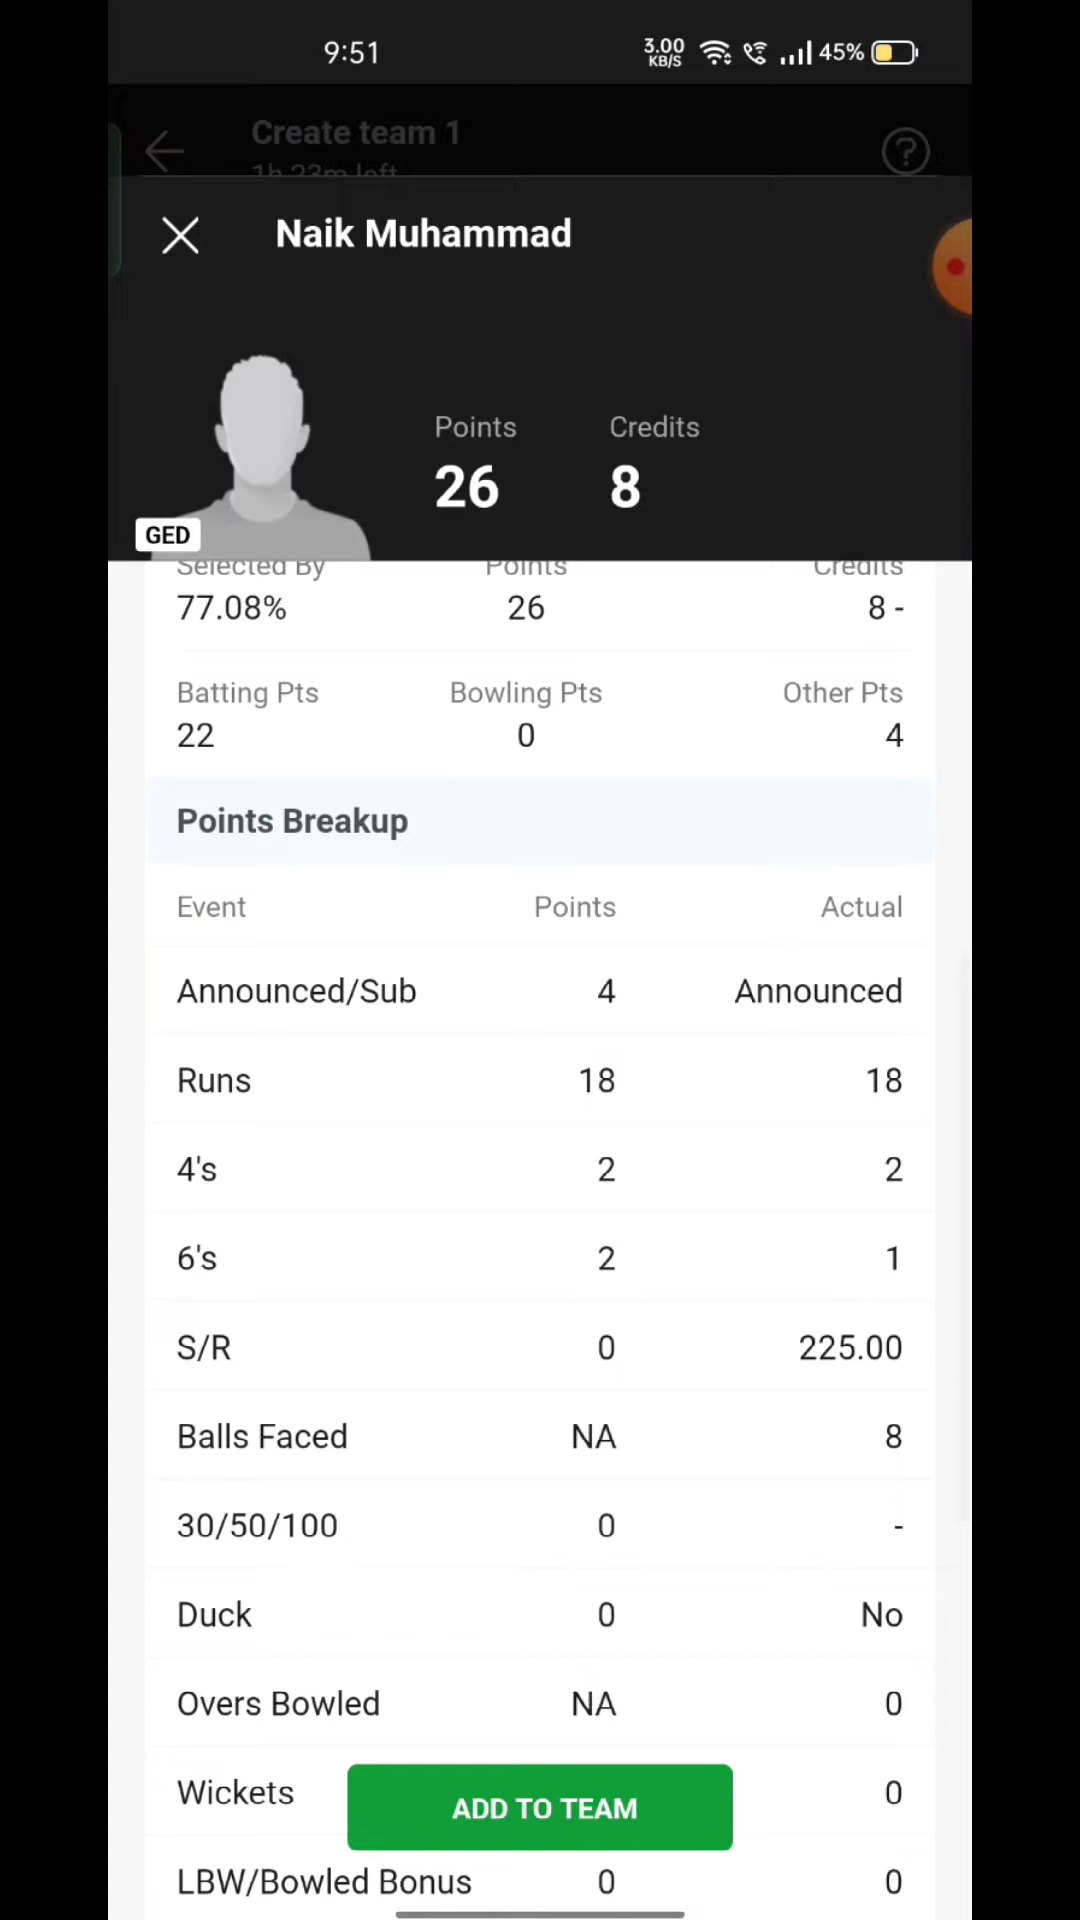 9:51 3.00 KB/S 45%
Create team 1
1h 23m left
Naik Muhammad
Points Credits
26 8
GED
Selected By Points Credits
77.08% 26 8 -
Batting Pts Bowling Pts Other Pts
22 0 4
Points Breakup
Event Points Actual
Announced/Sub 4 Announced
Runs 18 18
4's 2 2
6's 2 1
S/R 0 225.00
Balls Faced NA 8
30/50/100 0 -
Duck 0 No
Overs Bowled NA 0
Wickets 0
ADD TO TEAM
LBW/Bowled Bonus 0 0